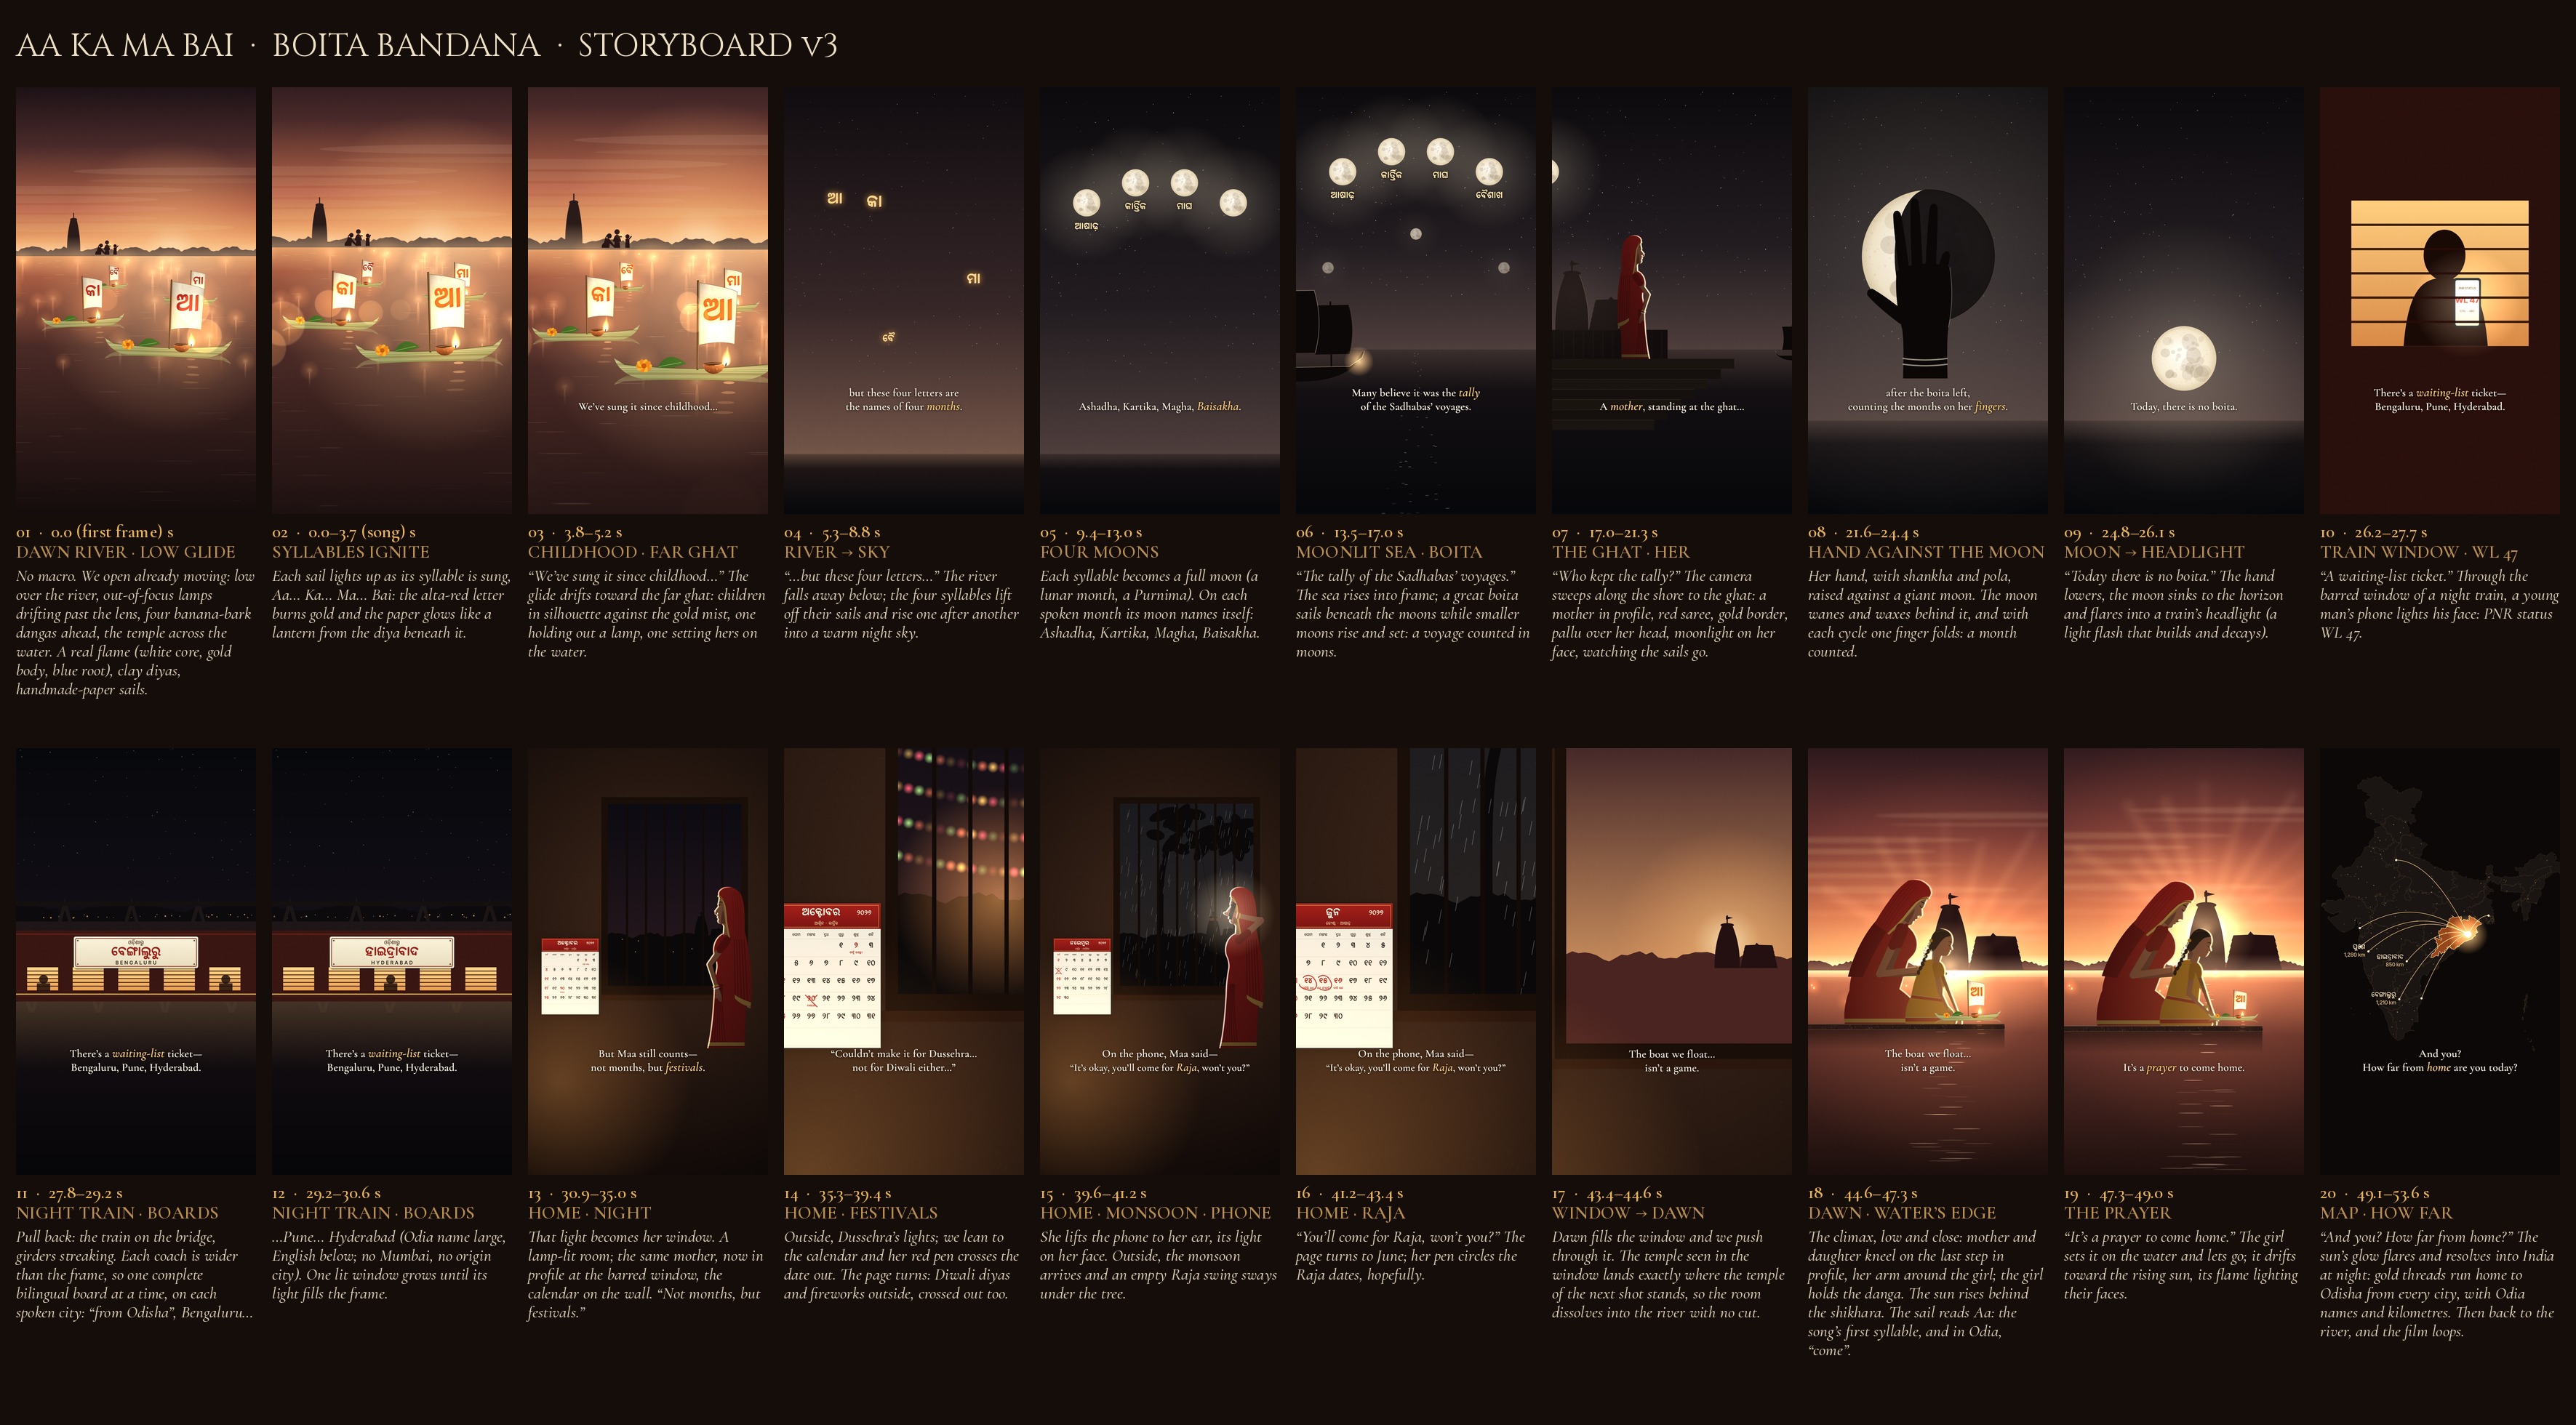 AA KA MA BAI · BOITA BANDANA · STORYBOARD v3
କା
ବୈ
ମା
ଆ
01 · 0.0 (first frame) s
DAWN RIVER · LOW GLIDE
No macro. We open already moving: low
over the river, out-of-focus lamps
drifting past the lens, four banana-bark
dangas ahead, the temple across the
water. A real flame (white core, gold
body, blue root), clay diyas,
handmade-paper sails.
କା
ବୈ
ମା
ଆ
02 · 0.0–3.7 (song) s
SYLLABLES IGNITE
Each sail lights up as its syllable is sung,
Aa... Ka... Ma... Bai: the alta-red letter
burns gold and the paper glows like a
lantern from the diya beneath it.
କା
ବୈ
ମା
ଆ
We've sung it since childhood...
03 · 3.8–5.2 s
CHILDHOOD · FAR GHAT
“We've sung it since childhood...” The
glide drifts toward the far ghat: children
in silhouette against the gold mist, one
holding out a lamp, one setting hers on
the water.
ଆ
କା
ମା
ବୈ
but these four letters are
the names of four months.
04 · 5.3–8.8 s
RIVER → SKY
“...but these four letters...” The river
falls away below; the four syllables lift
off their sails and rise one after another
into a warm night sky.
ଆଷାଢ଼
କାର୍ତ୍ତିକ
ମାଘ
Ashadha, Kartika, Magha, Baisakha.
05 · 9.4–13.0 s
FOUR MOONS
Each syllable becomes a full moon (a
lunar month, a Purnima). On each
spoken month its moon names itself:
Ashadha, Kartika, Magha, Baisakha.
ଆଷାଢ଼
କାର୍ତ୍ତିକ
ମାଘ
ବୈଶାଖ
Many believe it was the tally
of the Sadhabas' voyages.
06 · 13.5–17.0 s
MOONLIT SEA · BOITA
“The tally of the Sadhabas' voyages.”
The sea rises into frame; a great boita
sails beneath the moons while smaller
moons rise and set: a voyage counted in
moons.
A mother, standing at the ghat...
07 · 17.0–21.3 s
THE GHAT · HER
“Who kept the tally?” The camera
sweeps along the shore to the ghat: a
mother in profile, red saree, gold border,
pallu over her head, moonlight on her
face, watching the sails go.
after the boita left,
counting the months on her fingers.
08 · 21.6–24.4 s
HAND AGAINST THE MOON
Her hand, with shankha and pola,
raised against a giant moon. The moon
wanes and waxes behind it, and with
each cycle one finger folds: a month
counted.
Today, there is no boita.
09 · 24.8–26.1 s
MOON → HEADLIGHT
“Today there is no boita.” The hand
lowers, the moon sinks to the horizon
and flares into a train's headlight (a
light flash that builds and decays).
WL 47
There's a waiting-list ticket—
Bengaluru, Pune, Hyderabad.
10 · 26.2–27.7 s
TRAIN WINDOW · WL 47
“A waiting-list ticket.” Through the
barred window of a night train, a young
man's phone lights his face: PNR status
WL 47.
ବେଙ୍ଗାଲୁରୁ
BENGALURU
There's a waiting-list ticket—
Bengaluru, Pune, Hyderabad.
11 · 27.8–29.2 s
NIGHT TRAIN · BOARDS
Pull back: the train on the bridge,
girders streaking. Each coach is wider
than the frame, so one complete
bilingual board at a time, on each
spoken city: “from Odisha”, Bengaluru...
ହାଇଦ୍ରାବାଦ
HYDERABAD
There's a waiting-list ticket—
Bengaluru, Pune, Hyderabad.
12 · 29.2–30.6 s
NIGHT TRAIN · BOARDS
...Pune... Hyderabad (Odia name large,
English below; no Mumbai, no origin
city). One lit window grows until its
light fills the frame.
But Maa still counts—
not months, but festivals.
13 · 30.9–35.0 s
HOME · NIGHT
That light becomes her window. A
lamp-lit room; the same mother, now in
profile at the barred window, the
calendar on the wall. “Not months, but
festivals.”
ଅକ୍ଟୋବର
“Couldn't make it for Dussehra...
not for Diwali either...”
14 · 35.3–39.4 s
HOME · FESTIVALS
Outside, Dussehra's lights; we lean to
the calendar and her red pen crosses the
date out. The page turns: Diwali diyas
and fireworks outside, crossed out too.
On the phone, Maa said—
“It's okay, you'll come for Raja, won't you?”
15 · 39.6–41.2 s
HOME · MONSOON · PHONE
She lifts the phone to her ear, its light
on her face. Outside, the monsoon
arrives and an empty Raja swing sways
under the tree.
ଜୁନ
On the phone, Maa said—
“It's okay, you'll come for Raja, won't you?”
16 · 41.2–43.4 s
HOME · RAJA
“You'll come for Raja, won't you?” The
page turns to June; her pen circles the
Raja dates, hopefully.
The boat we float...
isn't a game.
17 · 43.4–44.6 s
WINDOW → DAWN
Dawn fills the window and we push
through it. The temple seen in the
window lands exactly where the temple
of the next shot stands, so the room
dissolves into the river with no cut.
ଆ
The boat we float...
isn't a game.
18 · 44.6–47.3 s
DAWN · WATER'S EDGE
The climax, low and close: mother and
daughter kneel on the last step in
profile, her arm around the girl; the girl
holds the danga. The sun rises behind
the shikhara. The sail reads Aa: the
song's first syllable, and in Odia,
“come”.
ଆ
It's a prayer to come home.
19 · 47.3–49.0 s
THE PRAYER
“It's a prayer to come home.” The girl
sets it on the water and lets go; it drifts
toward the rising sun, its flame lighting
their faces.
ପୁଣେ
1,280 km
ହାଇଦ୍ରାବାଦ
850 km
ବେଙ୍ଗାଲୁରୁ
1,210 km
And you?
How far from home are you today?
20 · 49.1–53.6 s
MAP · HOW FAR
“And you? How far from home?” The
sun's glow flares and resolves into India
at night: gold threads run home to
Odisha from every city, with Odia
names and kilometres. Then back to the
river, and the film loops.